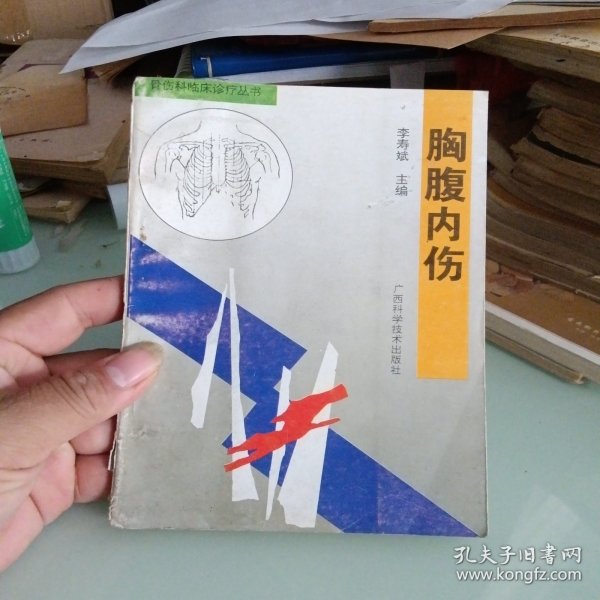 骨伤科临床诊疗丛书
胸腹内伤
李寿斌 主编
广西科学技术出版社
孔夫子旧书网
www.kongfz.com